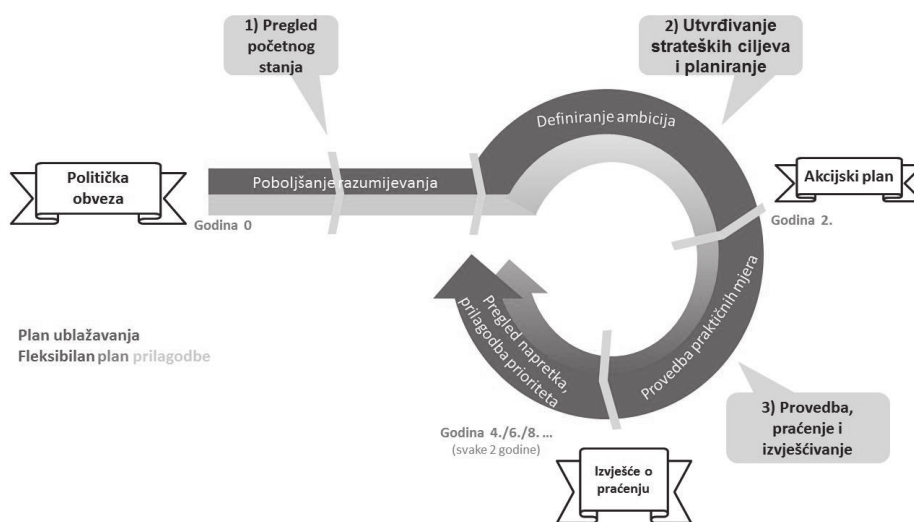 1) Pregled
početnog
stanja
2) Utvrđivanje
strateških ciljeva
i planiranje
Definiranje ambicija
Politička
obveza
Poboljšanje razumijevanja
Akcijski plan
Godina 0
Godina 2.
Pregled napretka,
prilagodba prioriteta
Provedba praktičnih mjera
Plan ublažavanja
Fleksibilan plan prilagodbe
3) Provedba,
praćenje i
izvješćivanje
Godina 4./6./8. ...
(svake 2 godine)
Izvješće o
praćenju